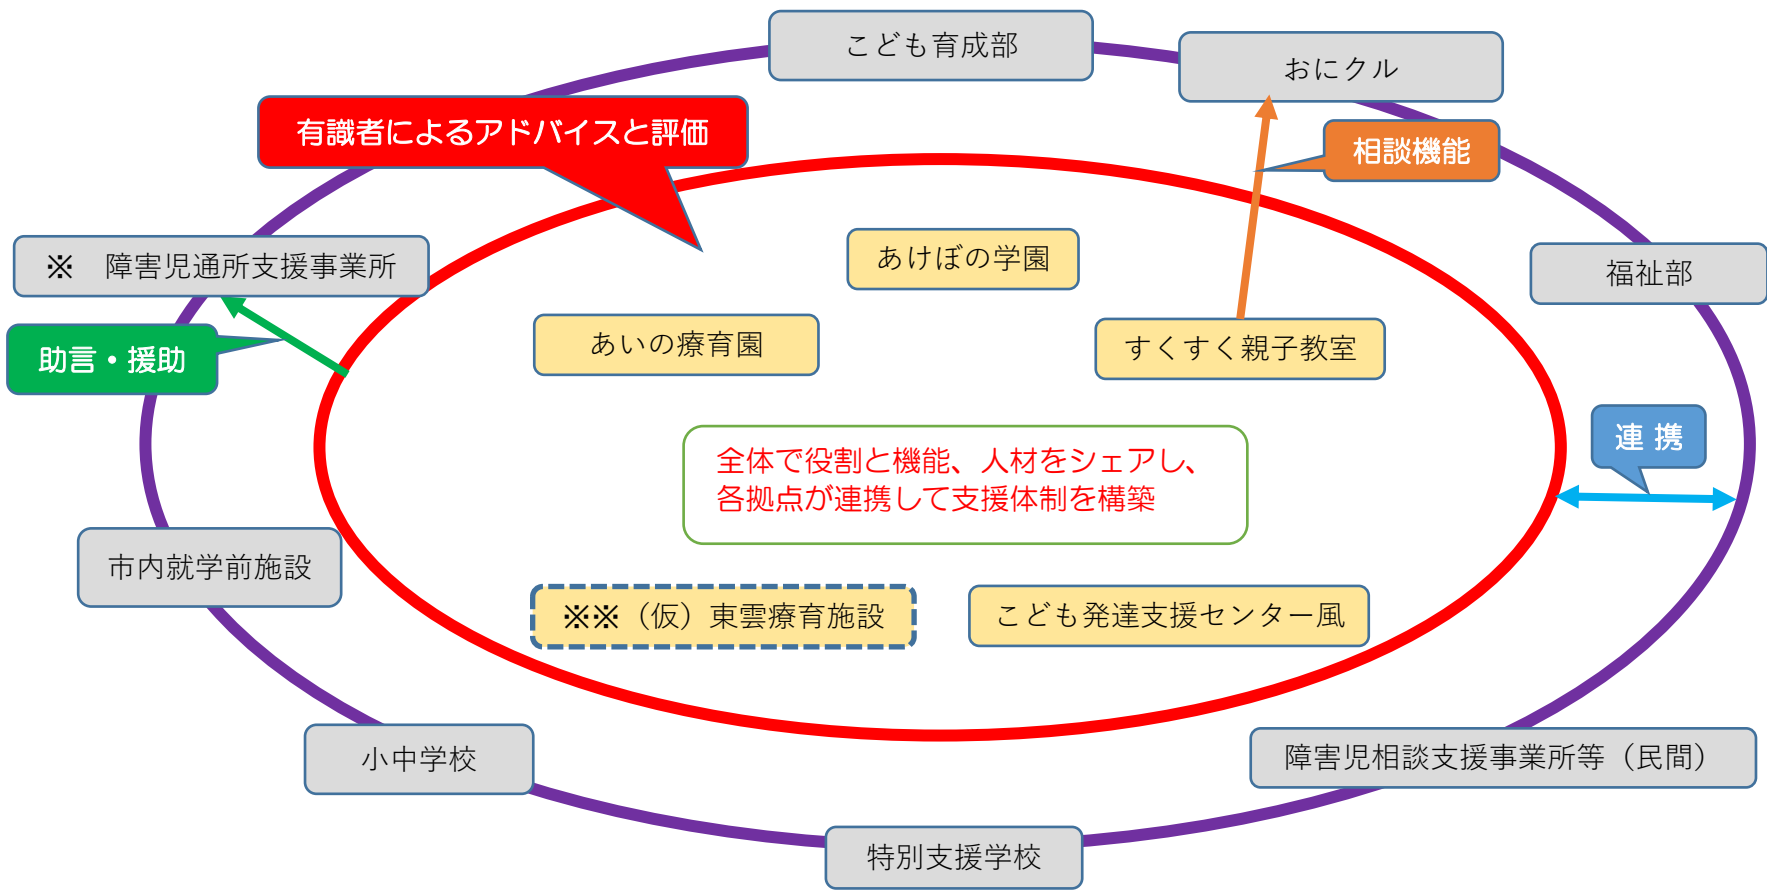 こども育成部
おにクル
有識者によるアドバイスと評価
相談機能
※　障害児通所支援事業所
あけぼの学園
福祉部
助言・援助
あいの療育園
すくすく親子教室
連 携
全体で役割と機能、人材をシェアし、
各拠点が連携して支援体制を構築
市内就学前施設
※※（仮）東雲療育施設
こども発達支援センター風
小中学校
障害児相談支援事業所等（民間）
特別支援学校